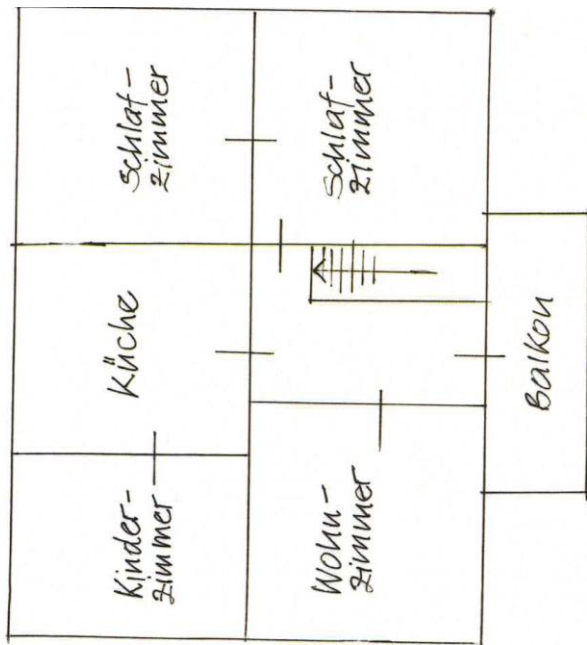 Kinder-
zimmer
Küche
Schlaf-
zimmer
Wohn-
zimmer
Schlaf-
zimmer
Balkon